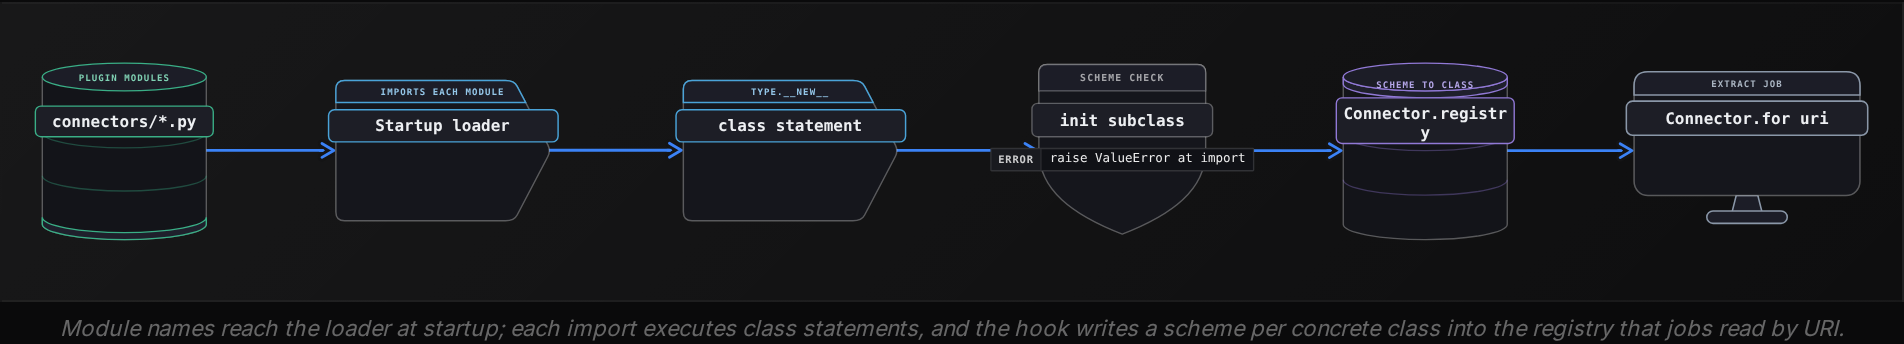 PLUGIN MODULES
connectors/*.py
IMPORTS EACH MODULE
Startup loader
TYPE.__NEW__
class statement
SCHEME CHECK
init subclass
ERROR raise ValueError at import
SCHEME TO CLASS
Connector.registr
y
EXTRACT JOB
Connector.for uri
Module names reach the loader at startup; each import executes class statements, and the hook writes a scheme per concrete class into the registry that jobs read by URI.